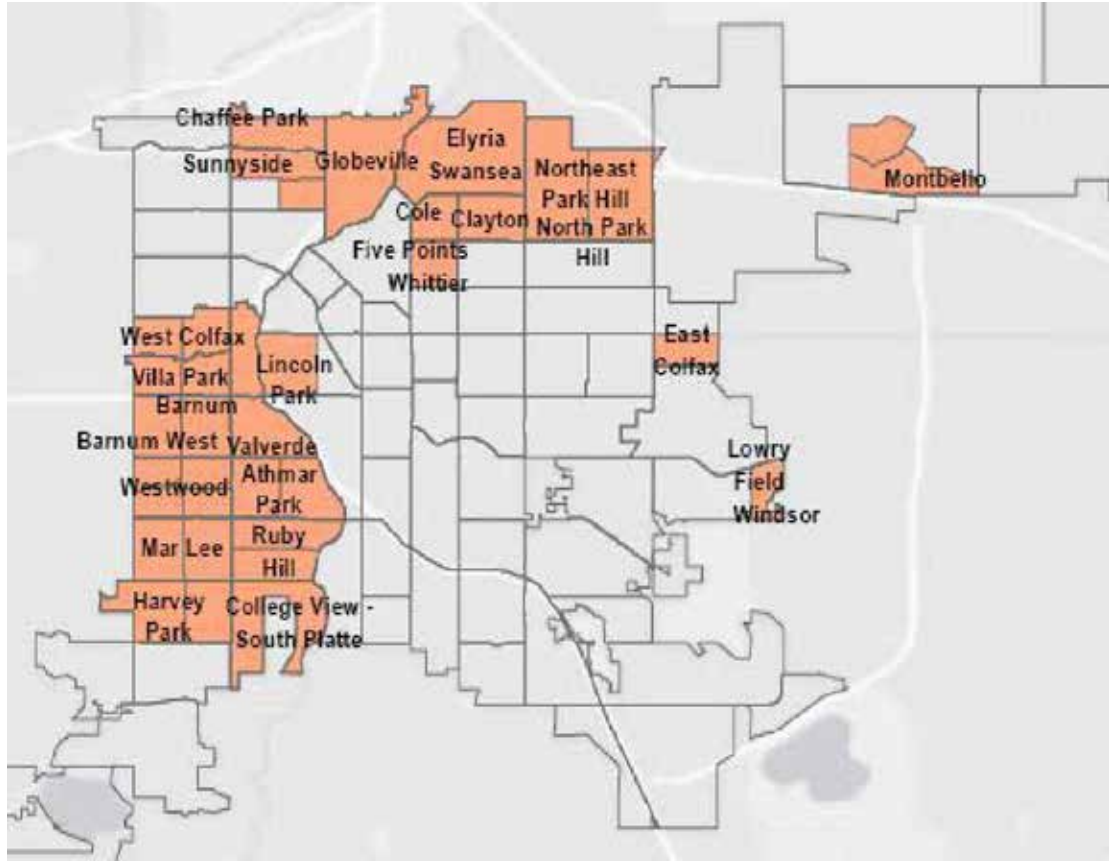 Chaffee Park
Sunnyside
Globeville
Elyria
Swansea
Northeast
Park Hill
North Park
Hill
Montbello
Cole
Clayton
Five Points
Whittier
West Colfax
Villa Park
Lincoln
Park
East
Colfax
Barnum
Barnum West
Valverde
Westwood
Athmar
Park
Lowry
Field
Windsor
Mar Lee
Ruby
Hill
Harvey
Park
College View -
South Platte